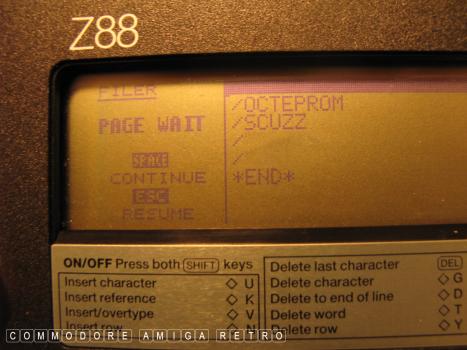 Z88
FILER
PAGE WAIT
SPACE
CONTINUE
ESC
RESUME
/OCTEPROM
/SCUZZ
/
/
*END*
ON/OFF Press both SHIFT keys
Insert character ◇ U
Insert reference ◇ K
Insert/overtype ◇ V
Insert row ◇ N
Delete last character DEL
Delete character ◇ G
Delete to end of line ◇ D
Delete word ◇ T
Delete row ◇ Y
COMMODORE AMIGA RETRO